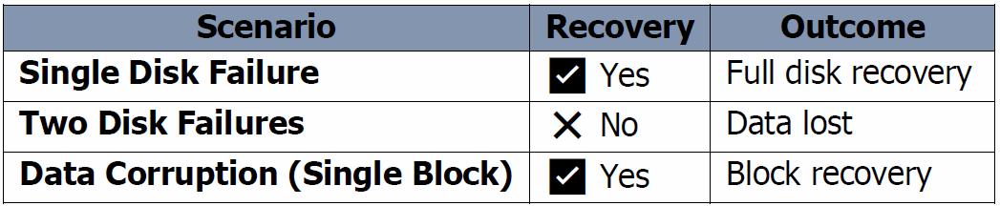 Scenario Recovery Outcome
Single Disk Failure ✔ Yes Full disk recovery
Two Disk Failures ✕ No Data lost
Data Corruption (Single Block) ✔ Yes Block recovery